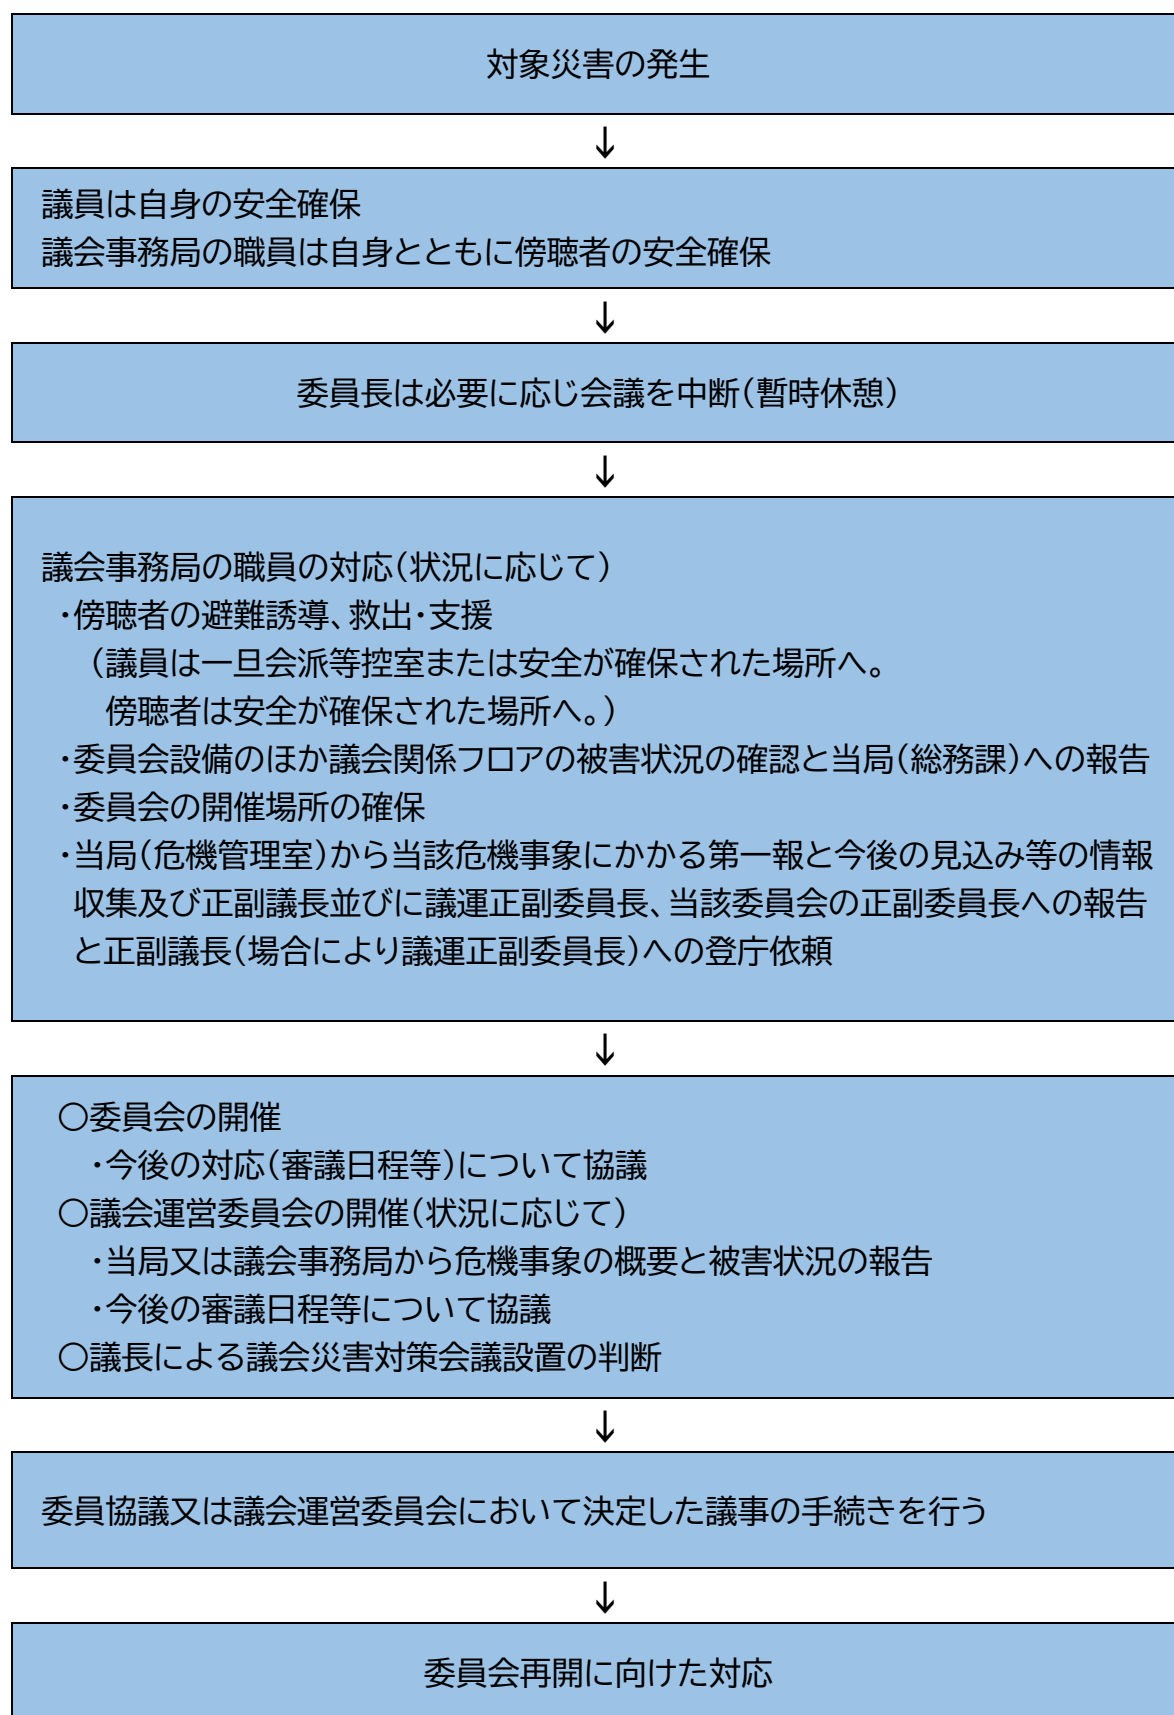 対象災害の発生
↓
議員は自身の安全確保
議会事務局の職員は自身とともに傍聴者の安全確保
↓
委員長は必要に応じ会議を中断（暫時休憩）
↓
議会事務局の職員の対応（状況に応じて）
・傍聴者の避難誘導、救出・支援
（議員は一旦会派等控室または安全が確保された場所へ。
傍聴者は安全が確保された場所へ。）
・委員会設備のほか議会関係フロアの被害状況の確認と当局（総務課）への報告
・委員会の開催場所の確保
・当局（危機管理室）から当該危機事象にかかる第一報と今後の見込み等の情報
収集及び正副議長並びに議運正副委員長、当該委員会の正副委員長への報告
と正副議長（場合により議運正副委員長）への登庁依頼
↓
〇委員会の開催
・今後の対応（審議日程等）について協議
〇議会運営委員会の開催（状況に応じて）
・当局又は議会事務局から危機事象の概要と被害状況の報告
・今後の審議日程等について協議
〇議長による議会災害対策会議設置の判断
↓
委員協議又は議会運営委員会において決定した議事の手続きを行う
↓
委員会再開に向けた対応